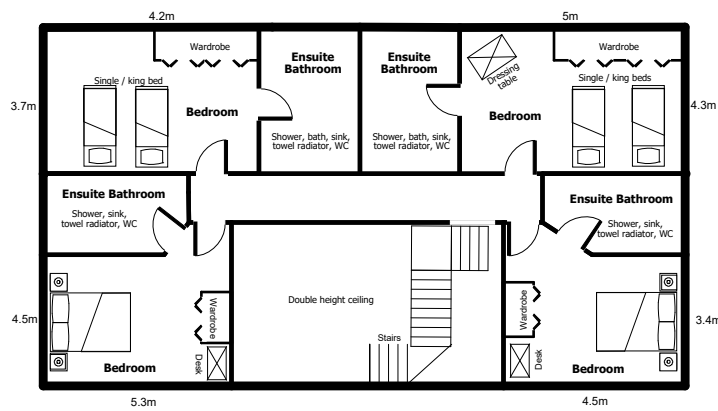 4.2m
5m
Wardrobe
Ensuite
Bathroom
Ensuite
Bathroom
Wardrobe
Single / king bed
Dressing
table
Single / king beds
3.7m
Bedroom
Bedroom
4.3m
Shower, bath, sink,
towel radiator, WC
Shower, bath, sink,
towel radiator, WC
Ensuite Bathroom
Shower, sink,
towel radiator, WC
Ensuite Bathroom
Shower, sink,
towel radiator, WC
Double height ceiling
Wardrobe
Wardrobe
4.5m
3.4m
Stairs
Desk
Desk
Bedroom
Bedroom
5.3m
4.5m